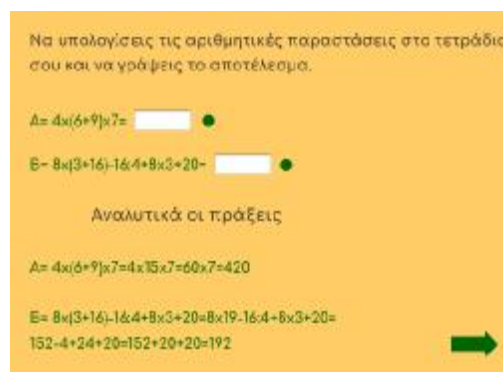 Να υπολογίσεις τις αριθμητικές παραστάσεις στο τετράδιο
σου και να γράψεις το αποτέλεσμα.
Α= 4x(6+9)x7=
Β= 8x(3+16)-16:4+8x3+20=
Αναλυτικά οι πράξεις
Α= 4x(6+9)x7=4x15x7=60x7=420
Β= 8x(3+16)-16:4+8x3+20=8x19-16:4+8x3+20=
152-4+24+20=152+20+20=192